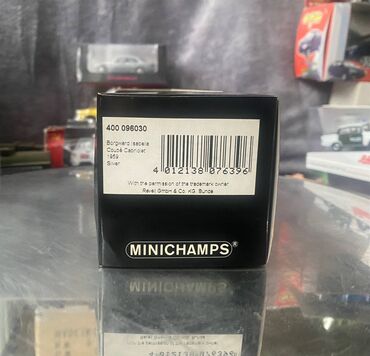 400 096030
Borgward Isabella
Coupé Cabriolet
1959
Silver
4 012138 076396
With the permission of the trademark owner
Revell GmbH & Co. KG, Bünde
MINICHAMPS®